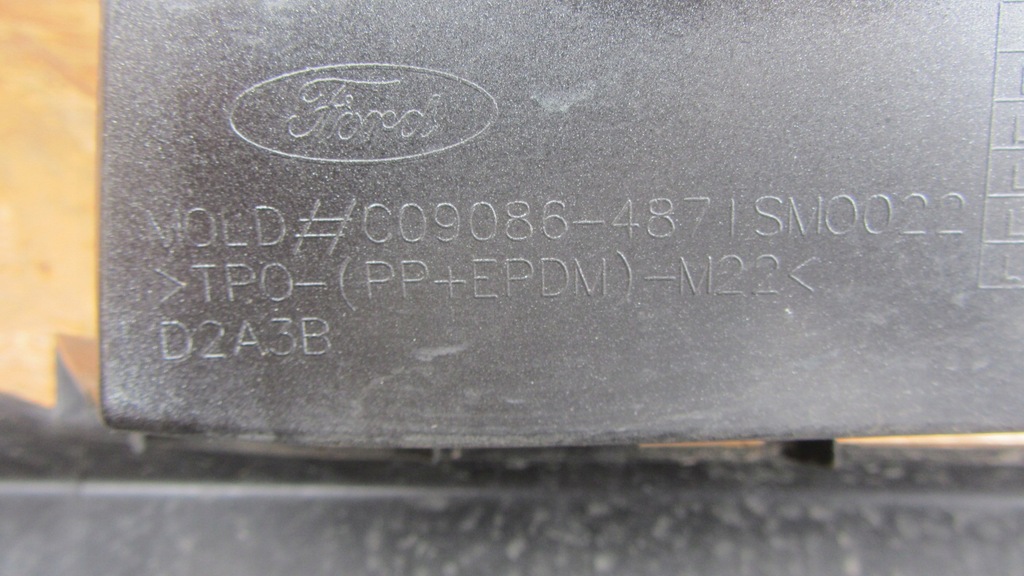 Ford
MOLD#C09086-4871SM0022
>TPO-(PP+EPDM)-M22<
D2A3B